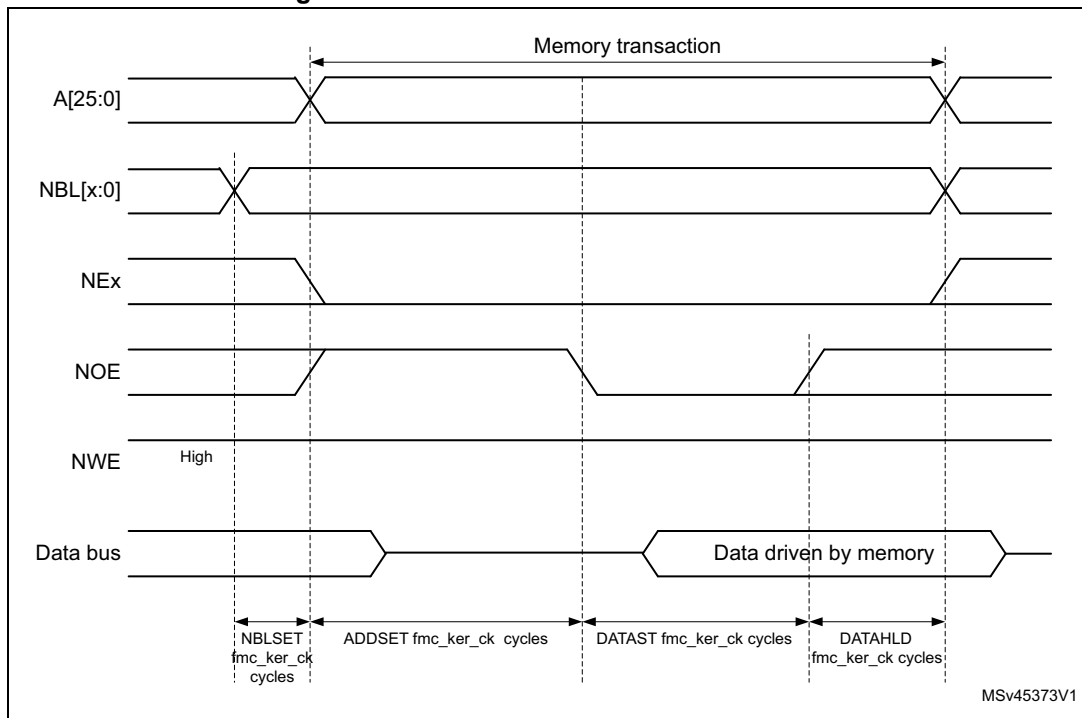 Memory transaction
A[25:0]
NBL[x:0]
NEx
NOE
NWE High
Data bus Data driven by memory
NBLSET
fmc_ker_ck
cycles
ADDSET fmc_ker_ck cycles
DATAST fmc_ker_ck cycles
DATAHLD
fmc_ker_ck cycles
MSv45373V1